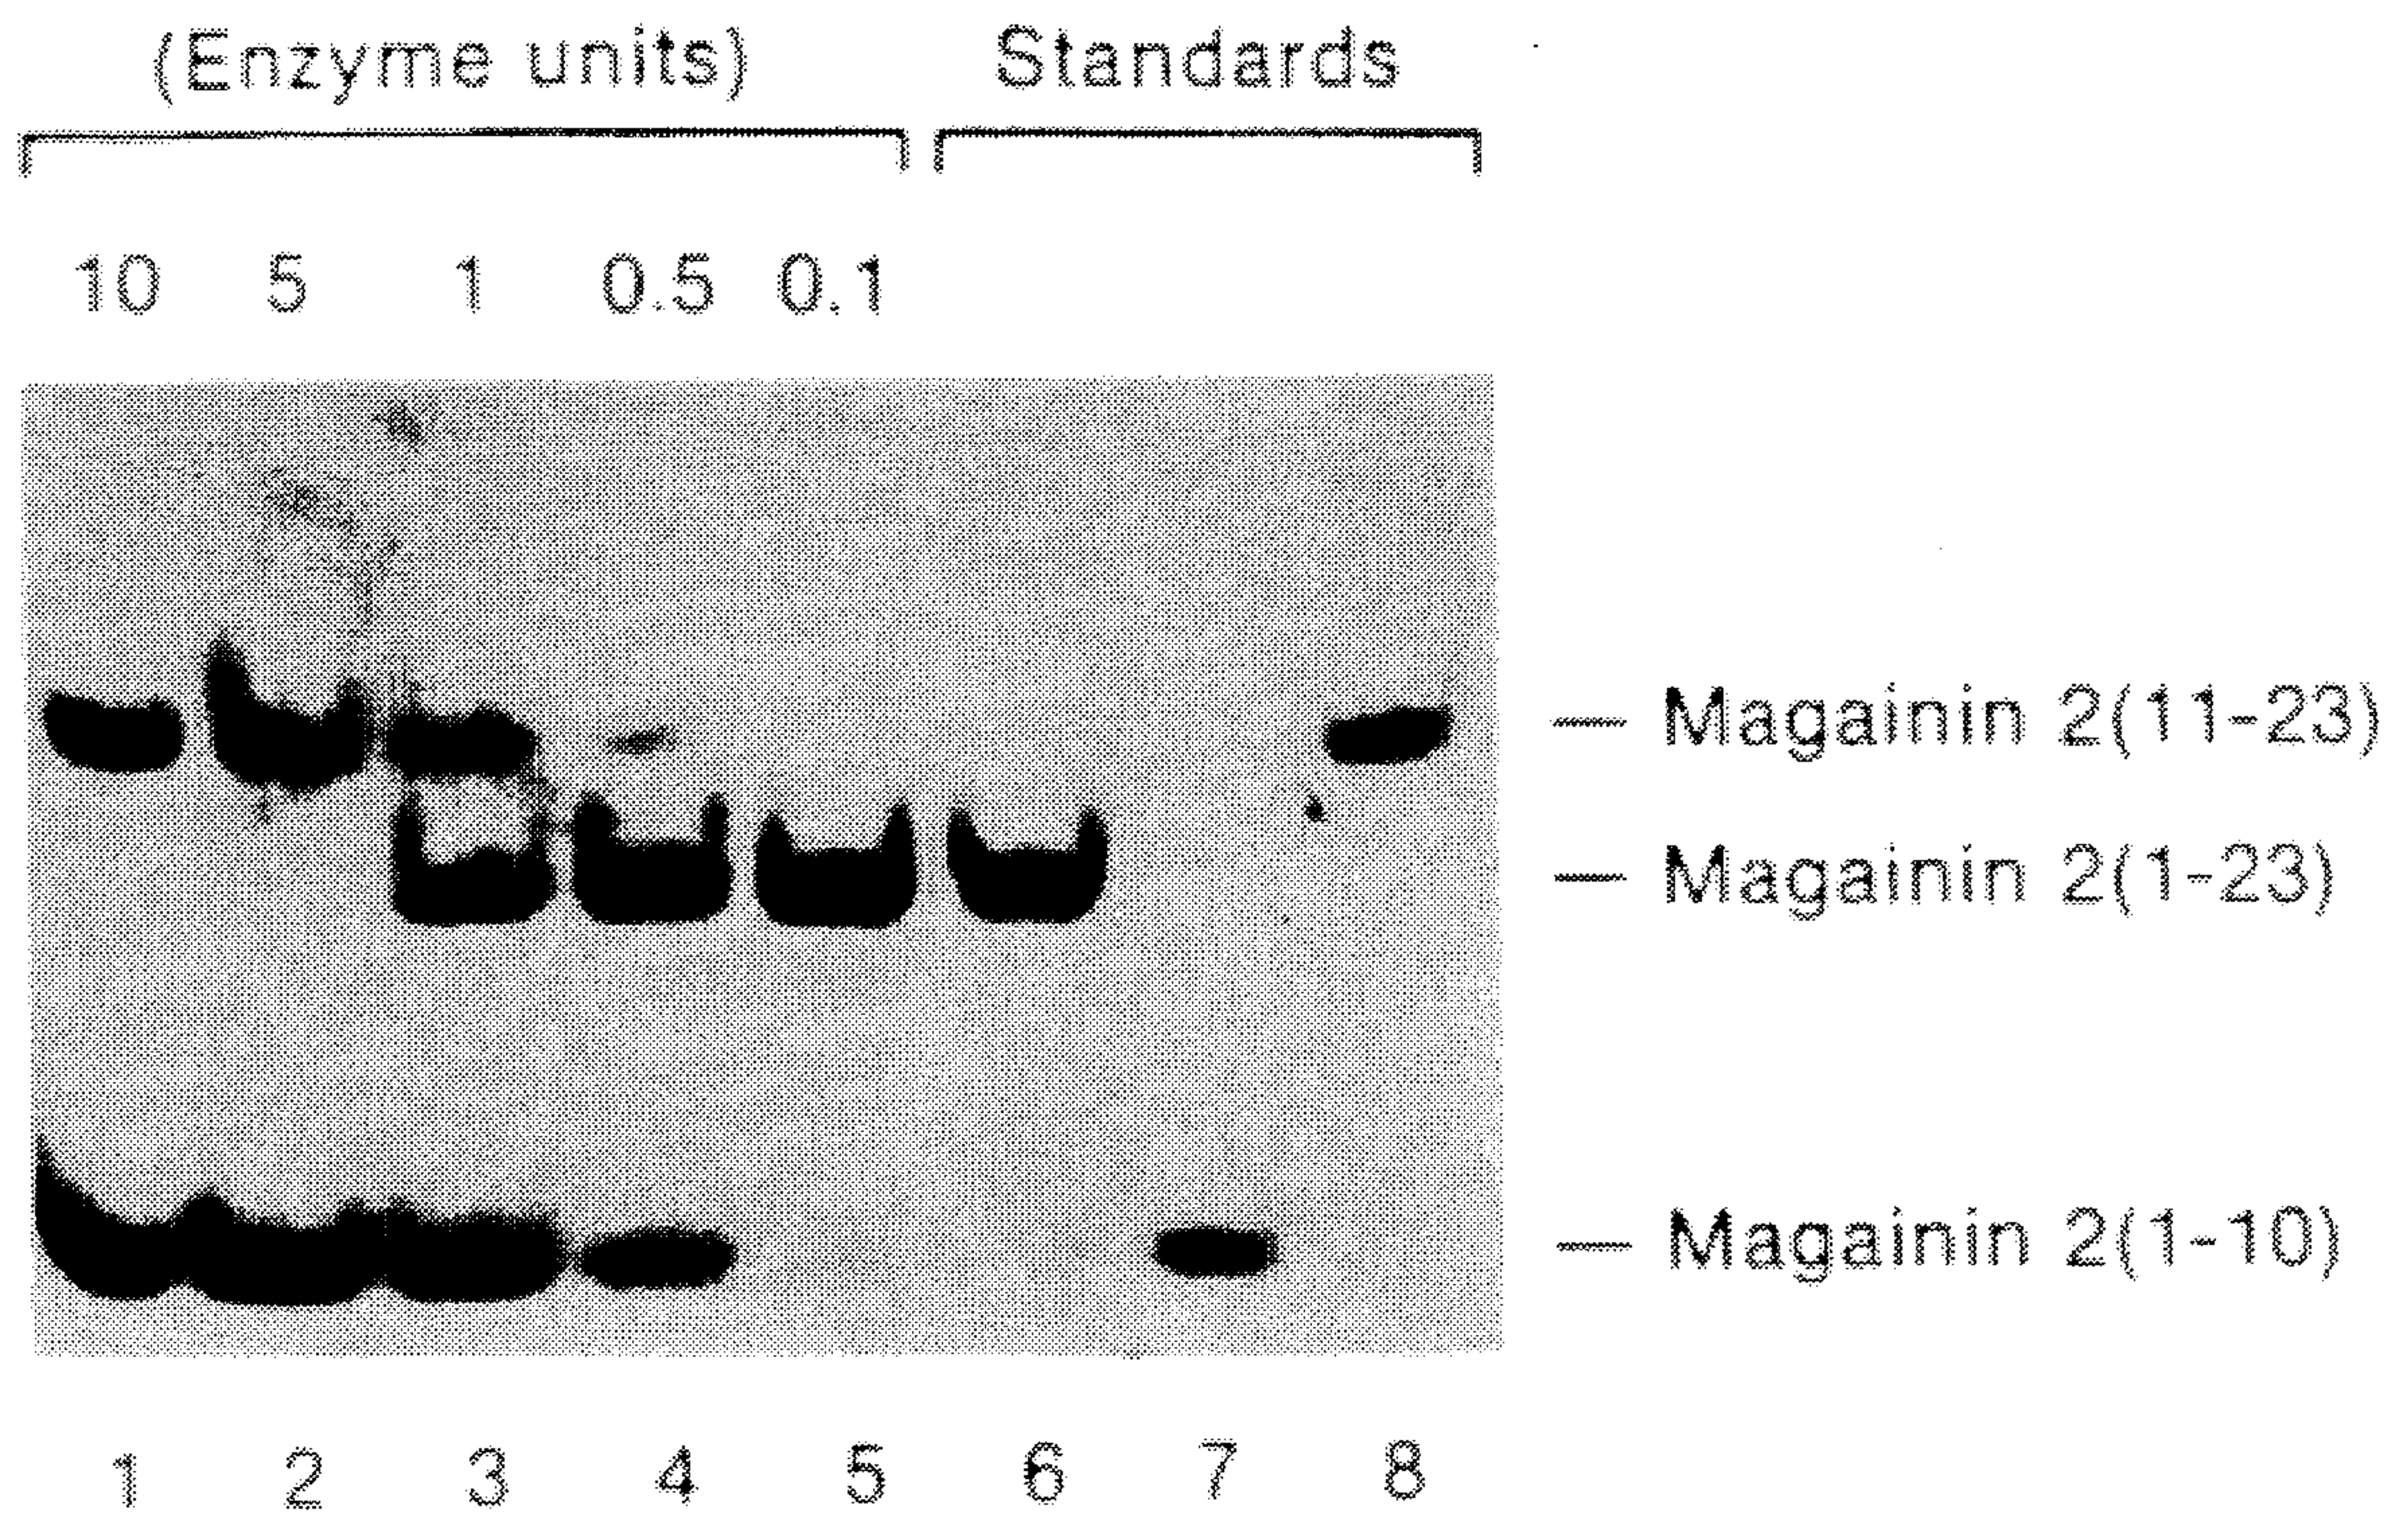 (Enzyme units) Standards
10 5 1 0.5 0.1
Magainin 2(11-23)
Magainin 2(1-23)
Magainin 2(1-10)
1 2 3 4 5 6 7 8